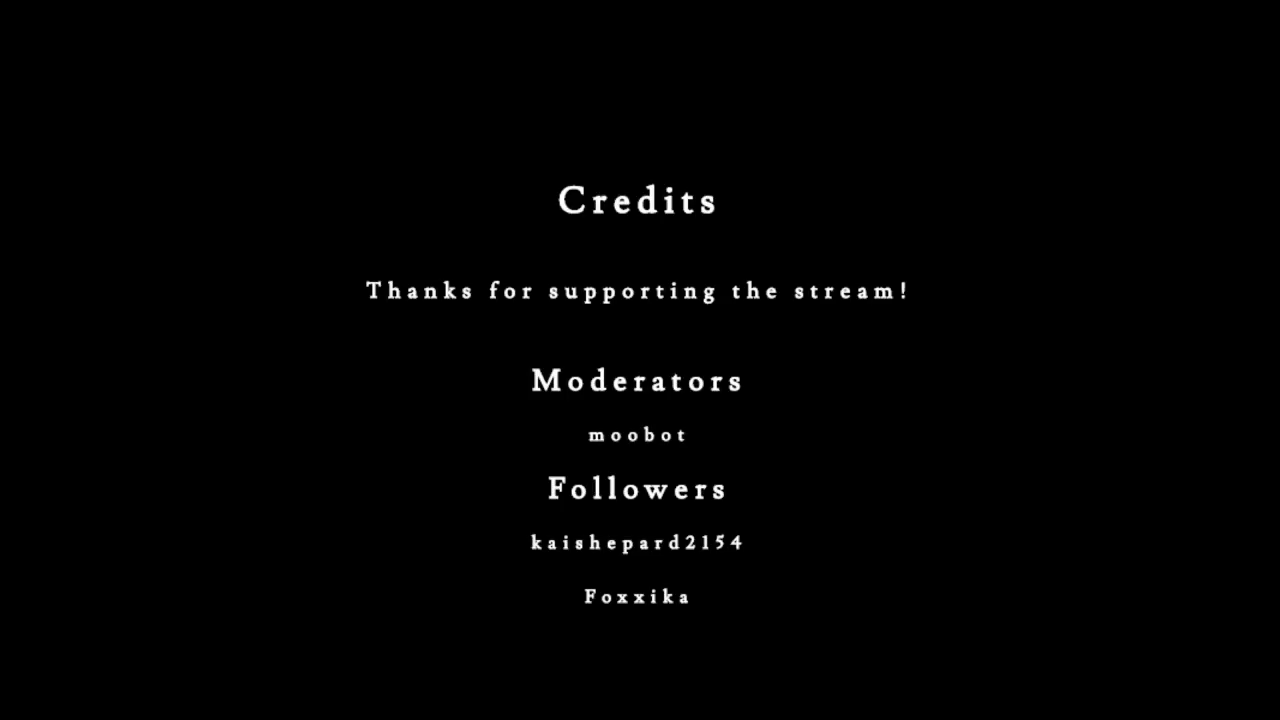 Credits
Thanks for supporting the stream!
Moderators
moobot
Followers
kaishepard2154
Foxxika